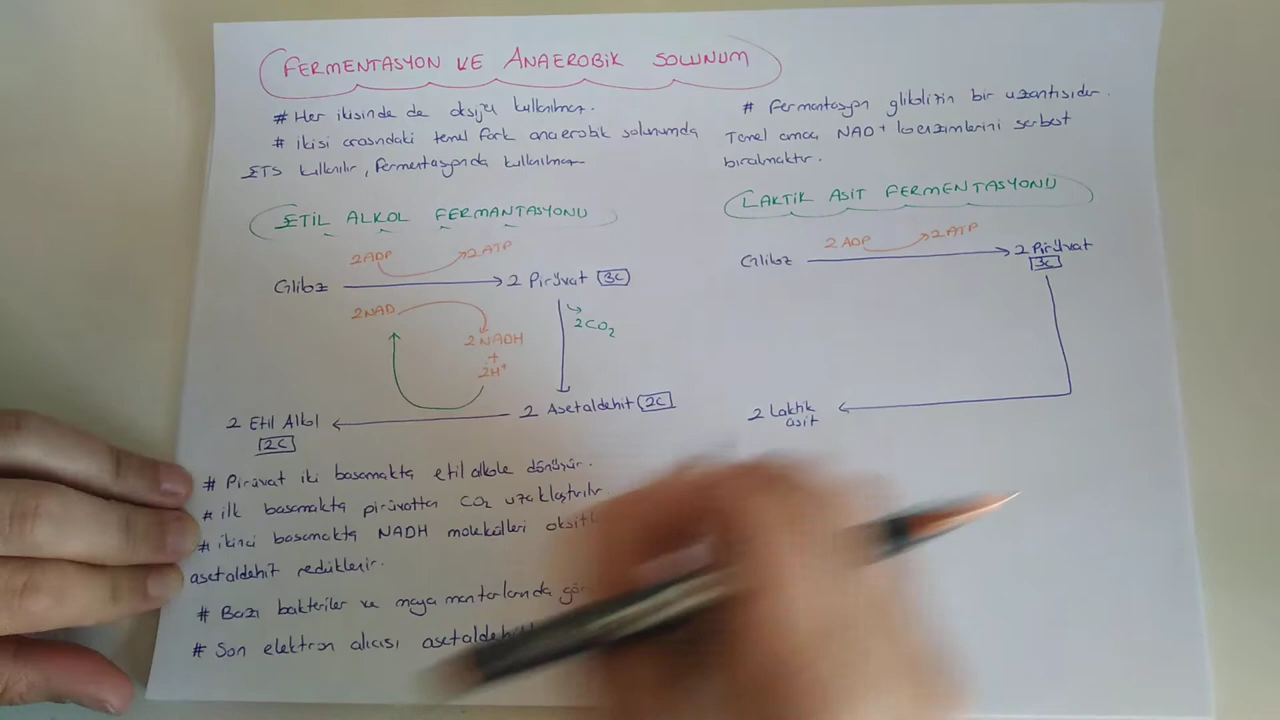 FERMENTASYON VE ANAEROBİK SOLUNUM
# Her ikisinde de oksijen kullanılmaz.
# ikisi arasındaki temel fark anaerobik solunumda
ETS kullanılır, fermentasyonda kullanılmaz
# Fermantasyon glikolizin bir uzantısıdır.
Temel amaç NAD+ koenzimlerini serbest
bırakmaktır.
ETİL ALKOL FERMANTASYONU
2ADP 2ATP
Glikoz 2 Pirüvat 3C
2NAD 2CO2
2NADH
+
2H+
2 Asetaldehit 2C
2 Etil Alkol
2C
# Pirüvat iki basamakta etil alkole dönüşür.
# ilk basamakta pirüvattan CO2 uzaklaştırılır.
# ikinci basamakta NADH molekülleri
asetaldehit redüklenir.
# Bazı bakteriler ve maya mantarlarında
# Son elektron alıcısı
LAKTİK ASİT FERMENTASYONU
2 ADP 2ATP
Glikoz 2 Pirüvat
3C
2 Laktik
asit